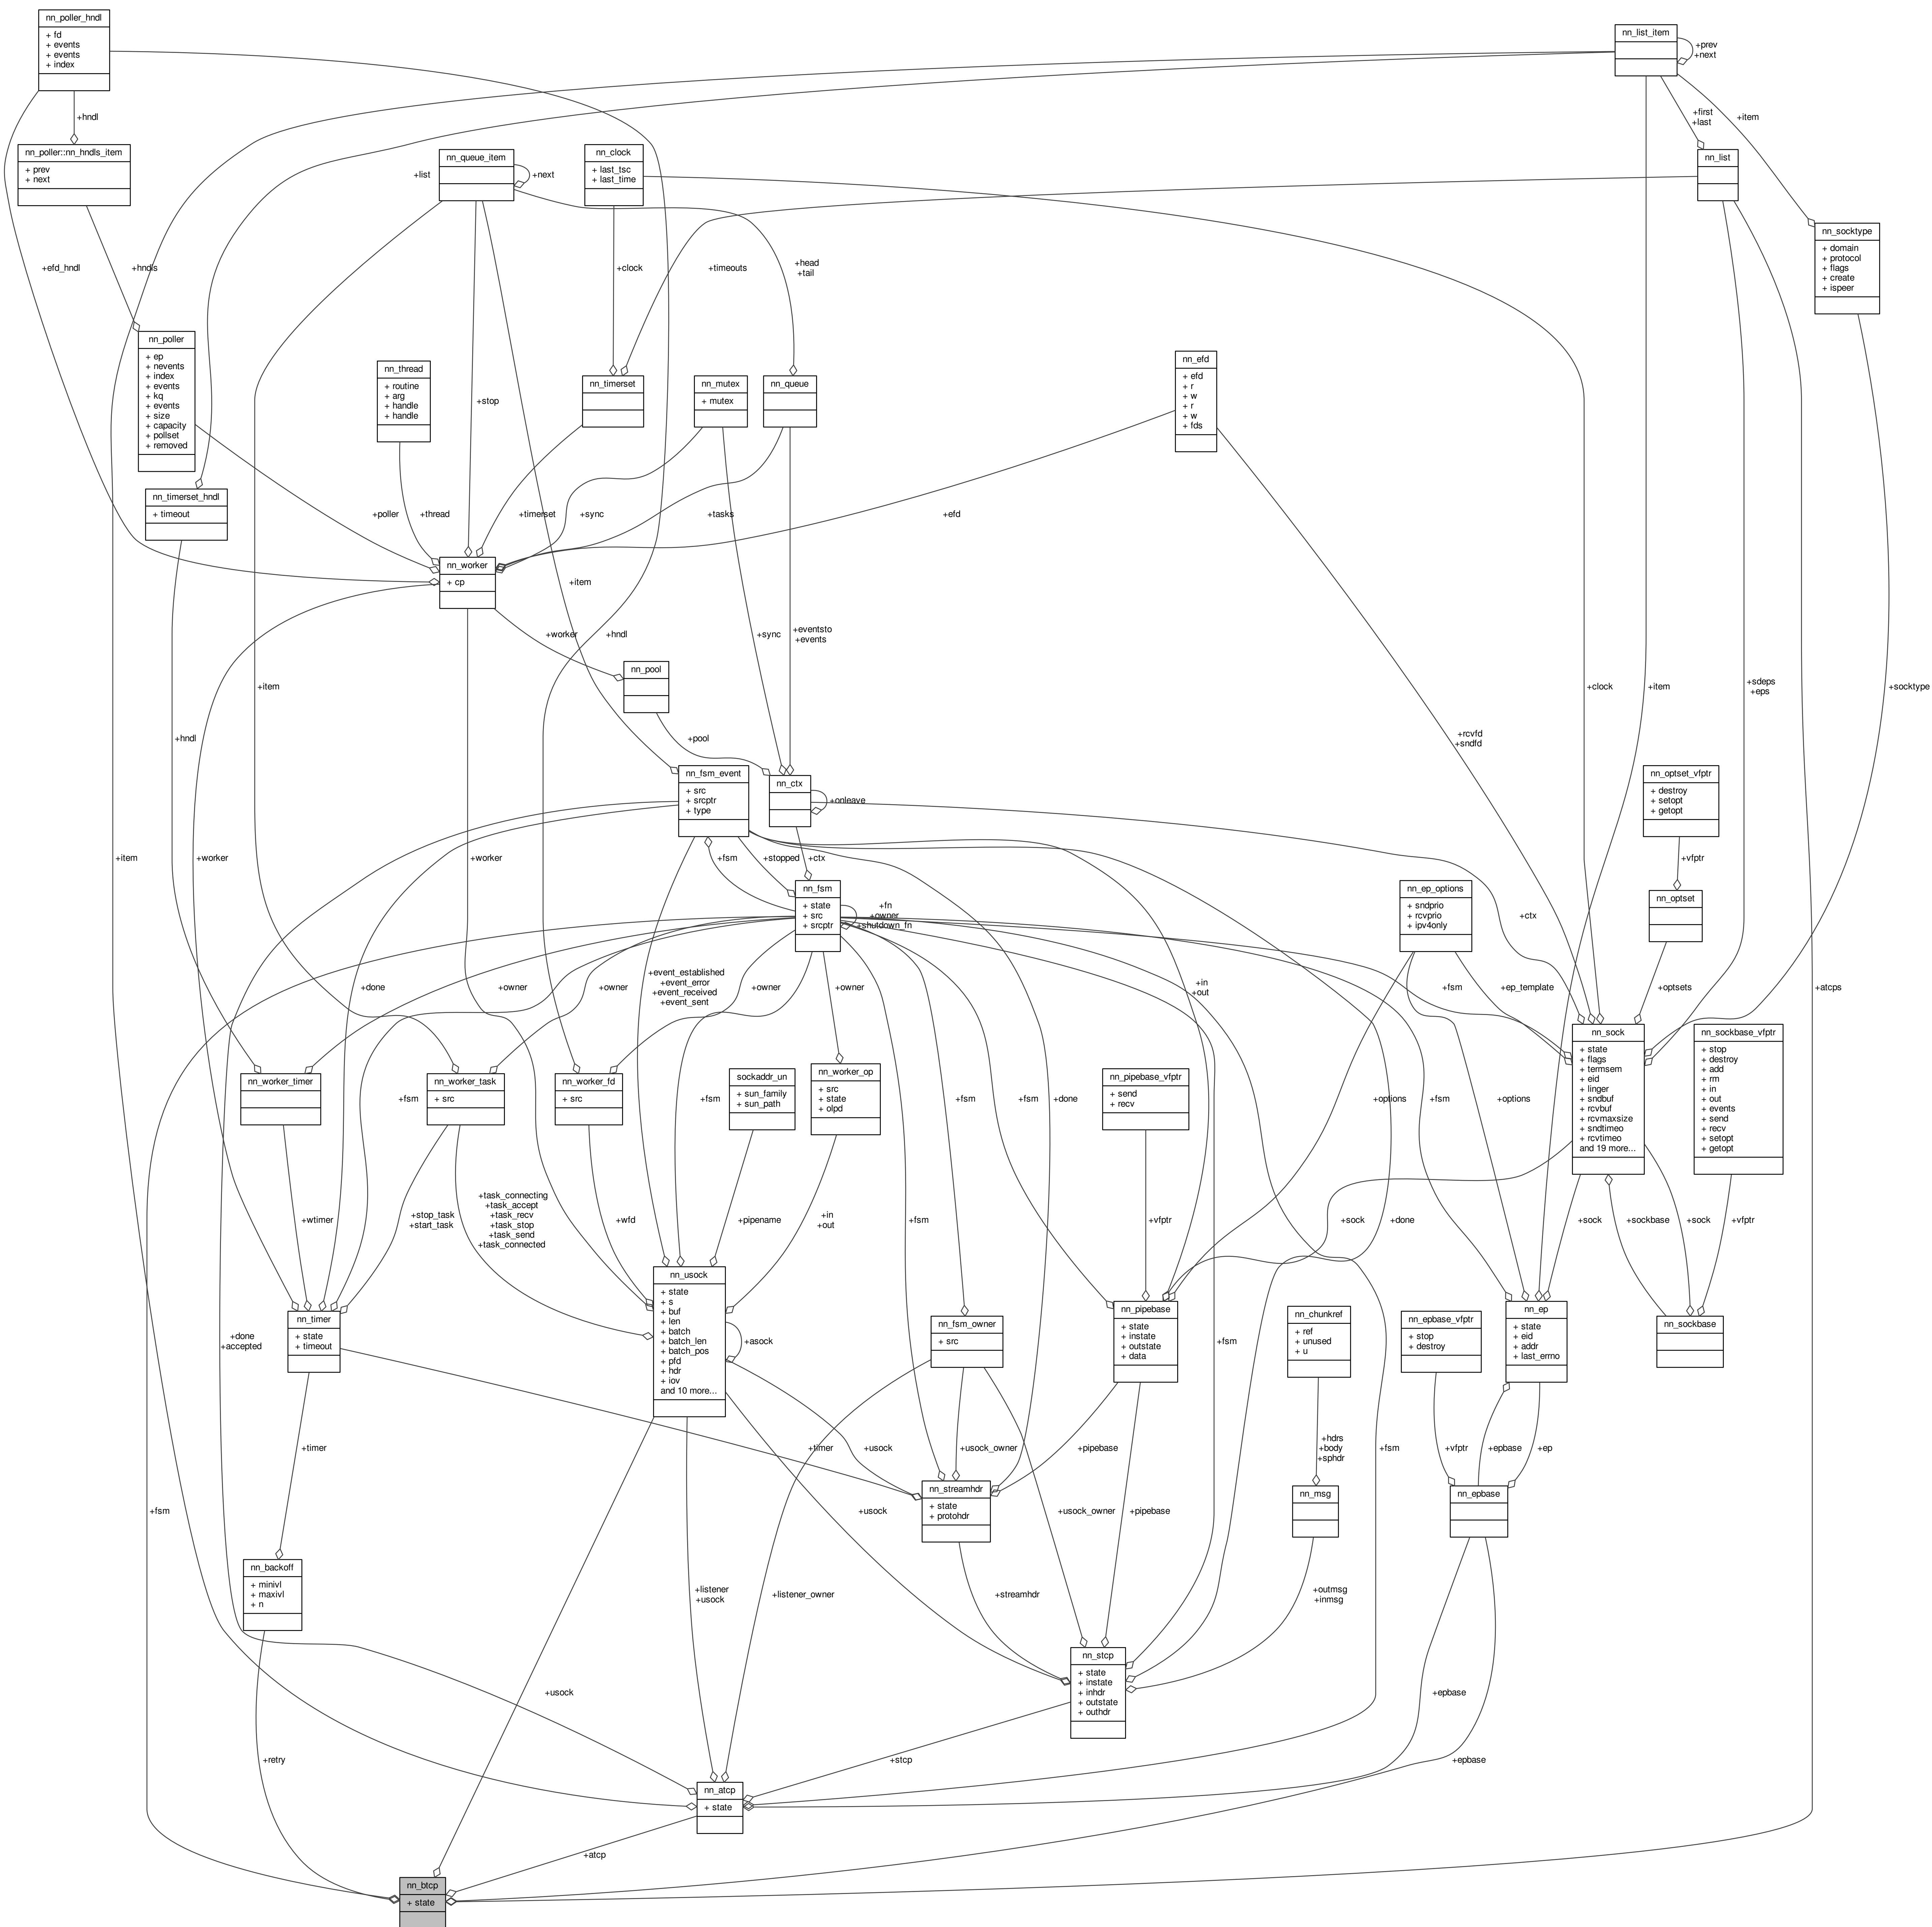 nn_poller_hndl
+ fd
+ events
+ events
+ index
nn_list_item
+prev
+next
+hndl
+first
+last
+item
nn_poller::nn_hndls_item
+ prev
+ next
nn_queue_item
+list
+next
nn_clock
+ last_tsc
+ last_time
nn_list
nn_socktype
+ domain
+ protocol
+ flags
+ create
+ ispeer
+efd_hndl
+hndls
+clock
+timeouts
+head
+tail
nn_poller
+ ep
+ nevents
+ index
+ events
+ kq
+ events
+ size
+ capacity
+ pollset
+ removed
nn_thread
+ routine
+ arg
+ handle
+ handle
+stop
nn_timerset
nn_mutex
+ mutex
nn_queue
nn_efd
+ efd
+ r
+ w
+ r
+ w
+ fds
nn_timerset_hndl
+ timeout
+poller
+thread
+timerset
+sync
+tasks
+efd
nn_worker
+ cp
+item
+worker
+hndl
+sync
+eventsto
+events
nn_pool
+item
+clock
+item
+sdeps
+eps
+socktype
+hndl
+pool
+rcvfd
+sndfd
nn_fsm_event
+ src
+ srcptr
+ type
nn_ctx
+onleave
nn_optset_vfptr
+ destroy
+ setopt
+ getopt
+item
+worker
+worker
+fsm
+stopped
+ctx
+vfptr
nn_fsm
+ state
+ src
+ srcptr
+fn
+owner
+shutdown_fn
nn_ep_options
+ sndprio
+ rcvprio
+ ipv4only
nn_optset
+ctx
+done
+owner
+owner
+event_established
+event_error
+event_received
+event_sent
+owner
+owner
+in
+out
+fsm
+ep_template
+optsets
+atcps
nn_worker_timer
nn_worker_task
+ src
nn_worker_fd
+ src
sockaddr_un
+ sun_family
+ sun_path
nn_worker_op
+ src
+ state
+ olpd
nn_pipebase_vfptr
+ send
+ recv
nn_sock
+ state
+ flags
+ termsem
+ eid
+ linger
+ sndbuf
+ rcvbuf
+ rcvmaxsize
+ sndtimeo
+ rcvtimeo
and 19 more...
nn_sockbase_vfptr
+ stop
+ destroy
+ add
+ rm
+ in
+ out
+ events
+ send
+ recv
+ setopt
+ getopt
+fsm
+fsm
+fsm
+fsm
+done
+options
+fsm
+options
+wtimer
+stop_task
+start_task
+task_connecting
+task_accept
+task_recv
+task_stop
+task_send
+task_connected
+wfd
+pipename
+in
+out
+fsm
+vfptr
+sock
+done
+sock
+sockbase
+sock
+vfptr
nn_usock
+ state
+ s
+ buf
+ len
+ batch
+ batch_len
+ batch_pos
+ pfd
+ hdr
+ iov
and 10 more...
+asock
nn_timer
+ state
+ timeout
+done
+accepted
nn_fsm_owner
+ src
nn_pipebase
+ state
+ instate
+ outstate
+ data
nn_chunkref
+ ref
+ unused
+ u
nn_epbase_vfptr
+ stop
+ destroy
nn_ep
+ state
+ eid
+ addr
+ last_errno
nn_sockbase
+fsm
+timer
+timer
+usock
+usock_owner
+pipebase
+hdrs
+body
+sphdr
+fsm
+vfptr
+epbase
+ep
nn_streamhdr
+ state
+ protohdr
nn_msg
nn_epbase
+fsm
+usock
+usock_owner
+pipebase
nn_backoff
+ minivl
+ maxivl
+ n
+listener
+usock
+listener_owner
+streamhdr
+outmsg
+inmsg
nn_stcp
+ state
+ instate
+ inhdr
+ outstate
+ outhdr
+usock
+epbase
+retry
+stcp
+epbase
nn_atcp
+ state
+atcp
nn_btcp
+ state